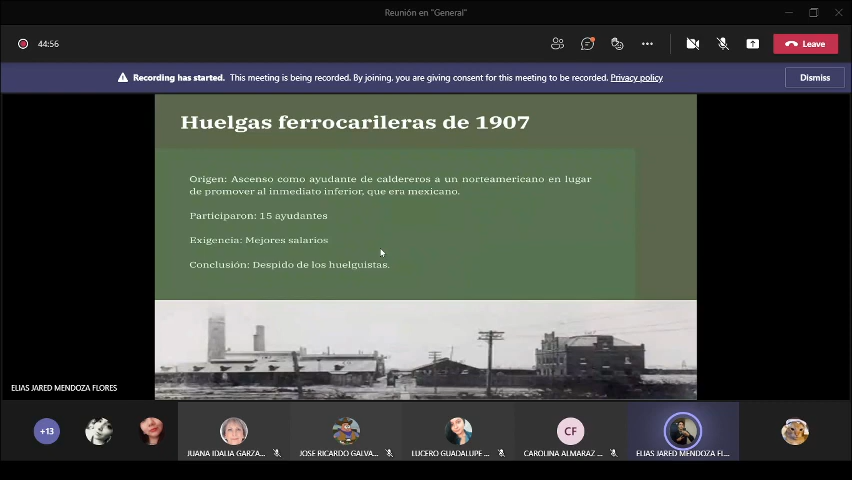 Reunión en "General"
44:56
Leave
Recording has started. This meeting is being recorded. By joining, you are giving consent for this meeting to be recorded. Privacy policy
Dismiss
Huelgas ferrocarileras de 1907
Origen: Ascenso como ayudante de caldereros a un norteamericano en lugar
de promover al inmediato inferior, que era mexicano.
Participaron: 15 ayudantes
Exigencia: Mejores salarios
Conclusión: Despido de los huelguistas.
ELIAS JARED MENDOZA FLORES
+13
CF
JUANA IDALIA GARZA...
JOSE RICARDO GALVA...
LUCERO GUADALUPE ...
CAROLINA ALMARAZ ...
ELIAS JARED MENDOZA FL...